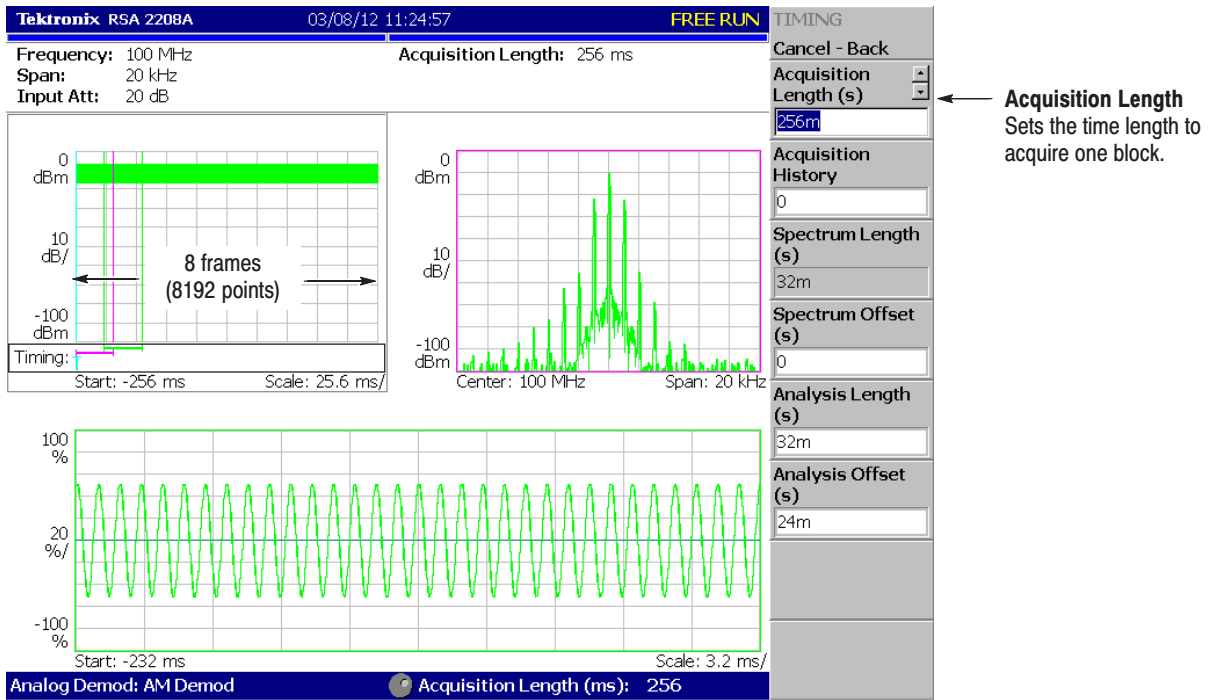 Tektronix RSA 2208A 03/08/12 11:24:57 FREE RUN
Frequency: 100 MHz
Span: 20 kHz
Input Att: 20 dB
Acquisition Length: 256 ms
0
dBm
10
dB/
-100
dBm
8 frames
(8192 points)
Timing:
Start: -256 ms Scale: 25.6 ms/
0
dBm
10
dB/
-100
dBm
Center: 100 MHz Span: 20 kHz
100
%
20
%/
-100
%
Start: -232 ms Scale: 3.2 ms/
Analog Demod: AM Demod Acquisition Length (ms): 256
TIMING
Cancel - Back
Acquisition
Length (s)
256m
Acquisition
History
0
Spectrum Length
(s)
32m
Spectrum Offset
(s)
0
Analysis Length
(s)
32m
Analysis Offset
(s)
24m
Acquisition Length
Sets the time length to
acquire one block.